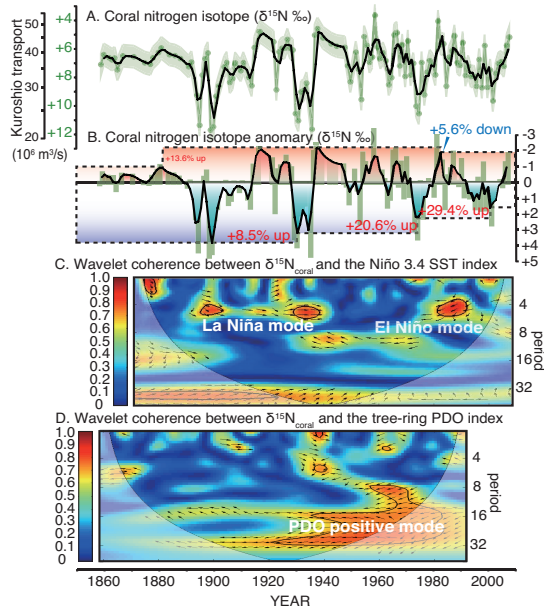 A. Coral nitrogen isotope (δ¹⁵N ‰)
Kuroshio transport
(10⁶ m³/s)
50
40
30
20
+4
+6
+8
+10
+12
B. Coral nitrogen isotope anomary (δ¹⁵N ‰)
+5.6% down
+13.6% up
+8.5% up
+20.6% up
+29.4% up
-3
-2
-1
0
+1
+2
+3
+4
+5
C. Wavelet coherence between δ¹⁵Ncoral and the Niño 3.4 SST index
1.0
0.9
0.8
0.7
0.6
0.5
0.4
0.3
0.2
0.1
0
La Niña mode
El Niño mode
4
8
16
32
period
D. Wavelet coherence between δ¹⁵Ncoral and the tree-ring PDO index
1.0
0.9
0.8
0.7
0.6
0.5
0.4
0.3
0.2
0.1
0
PDO positive mode
4
8
16
32
period
1860 1880 1900 1920 1940 1960 1980 2000
YEAR